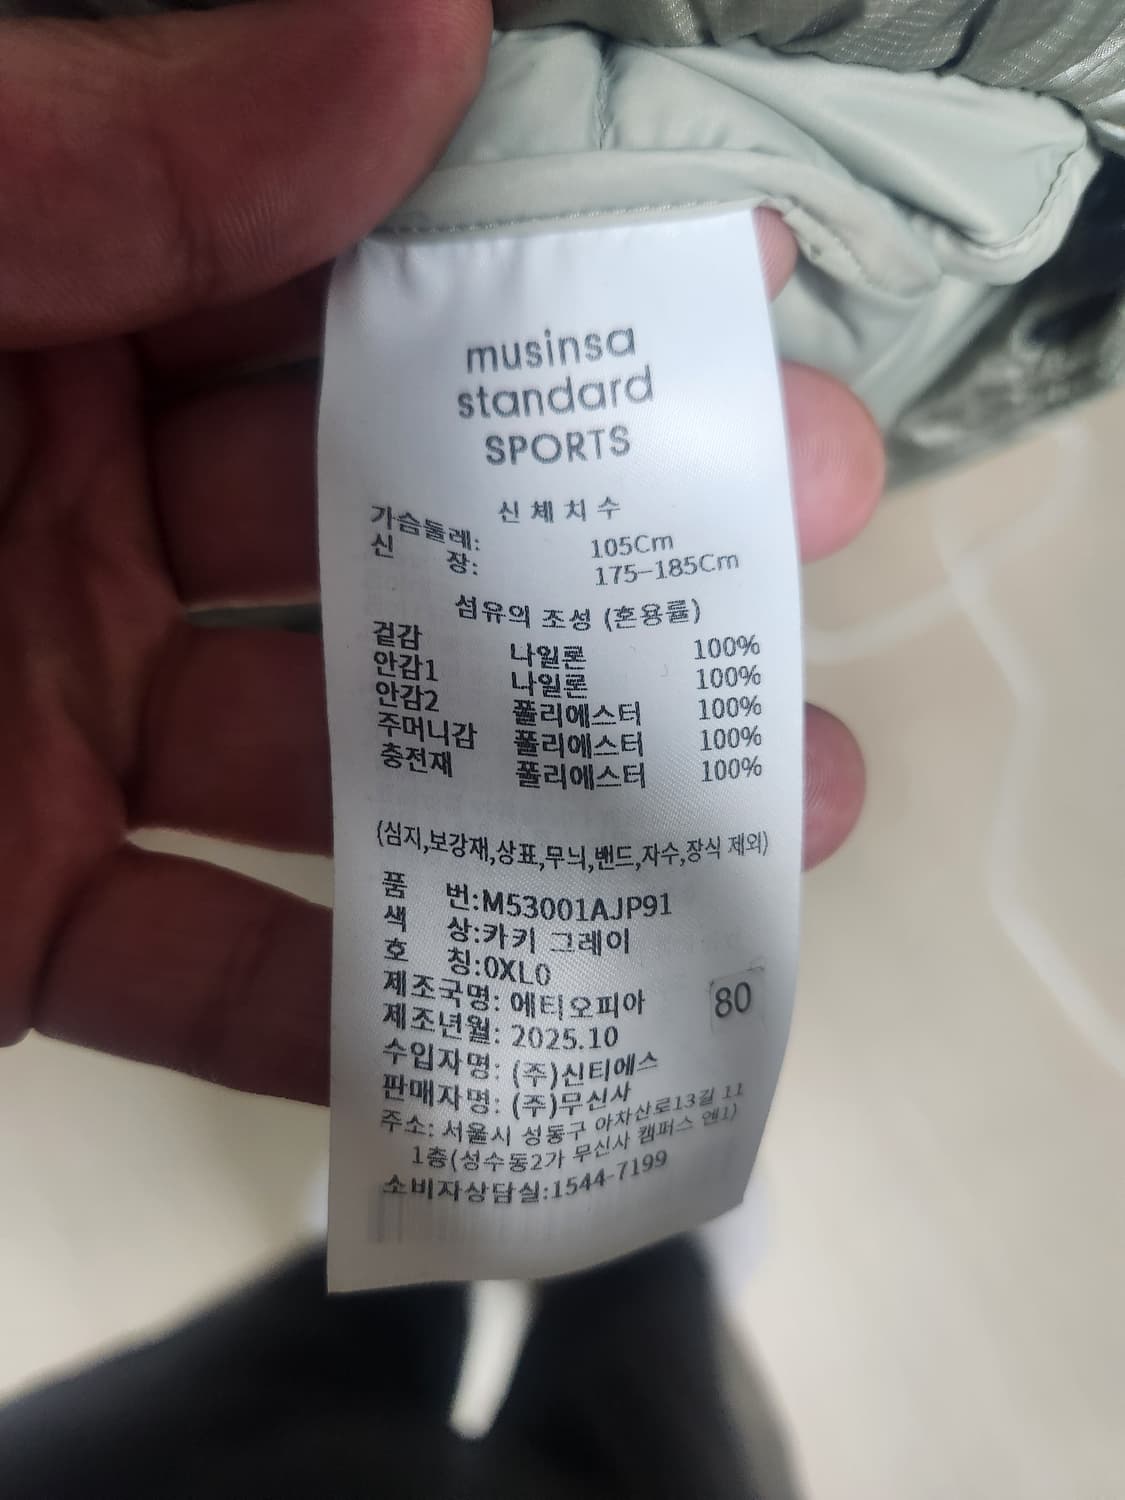 musinsa
standard
SPORTS
신 체 치 수
가슴둘레: 105Cm
신 장: 175-185Cm
섬유의 조성 (혼용률)
겉감 나일론 100%
안감1 나일론 100%
안감2 폴리에스터 100%
주머니감 폴리에스터 100%
충전재 폴리에스터 100%
(심지,보강재,상표,무늬,밴드,자수,장식 제외)
품 번:M53001AJP91
색 상:카키 그레이
호 칭:0XL0
제조국명: 에티오피아
80
제조년월: 2025.10
수입자명: (주)신티에스
판매자명: (주)무신사
주소: 서울시 성동구 아차산로13길 11
1층(성수동2가 무신사 캠퍼스 엔1)
소비자상담실:1544-7199